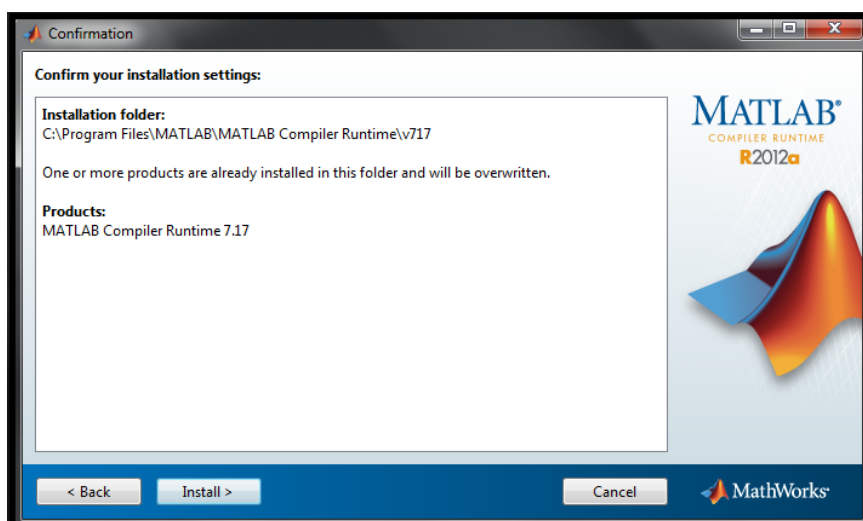 Confirmation
Confirm your installation settings:
Installation folder:
C:\Program Files\MATLAB\MATLAB Compiler Runtime\v717
One or more products are already installed in this folder and will be overwritten.
Products:
MATLAB Compiler Runtime 7.17
MATLAB®
COMPILER RUNTIME
R2012a
< Back
Install >
Cancel
MathWorks®